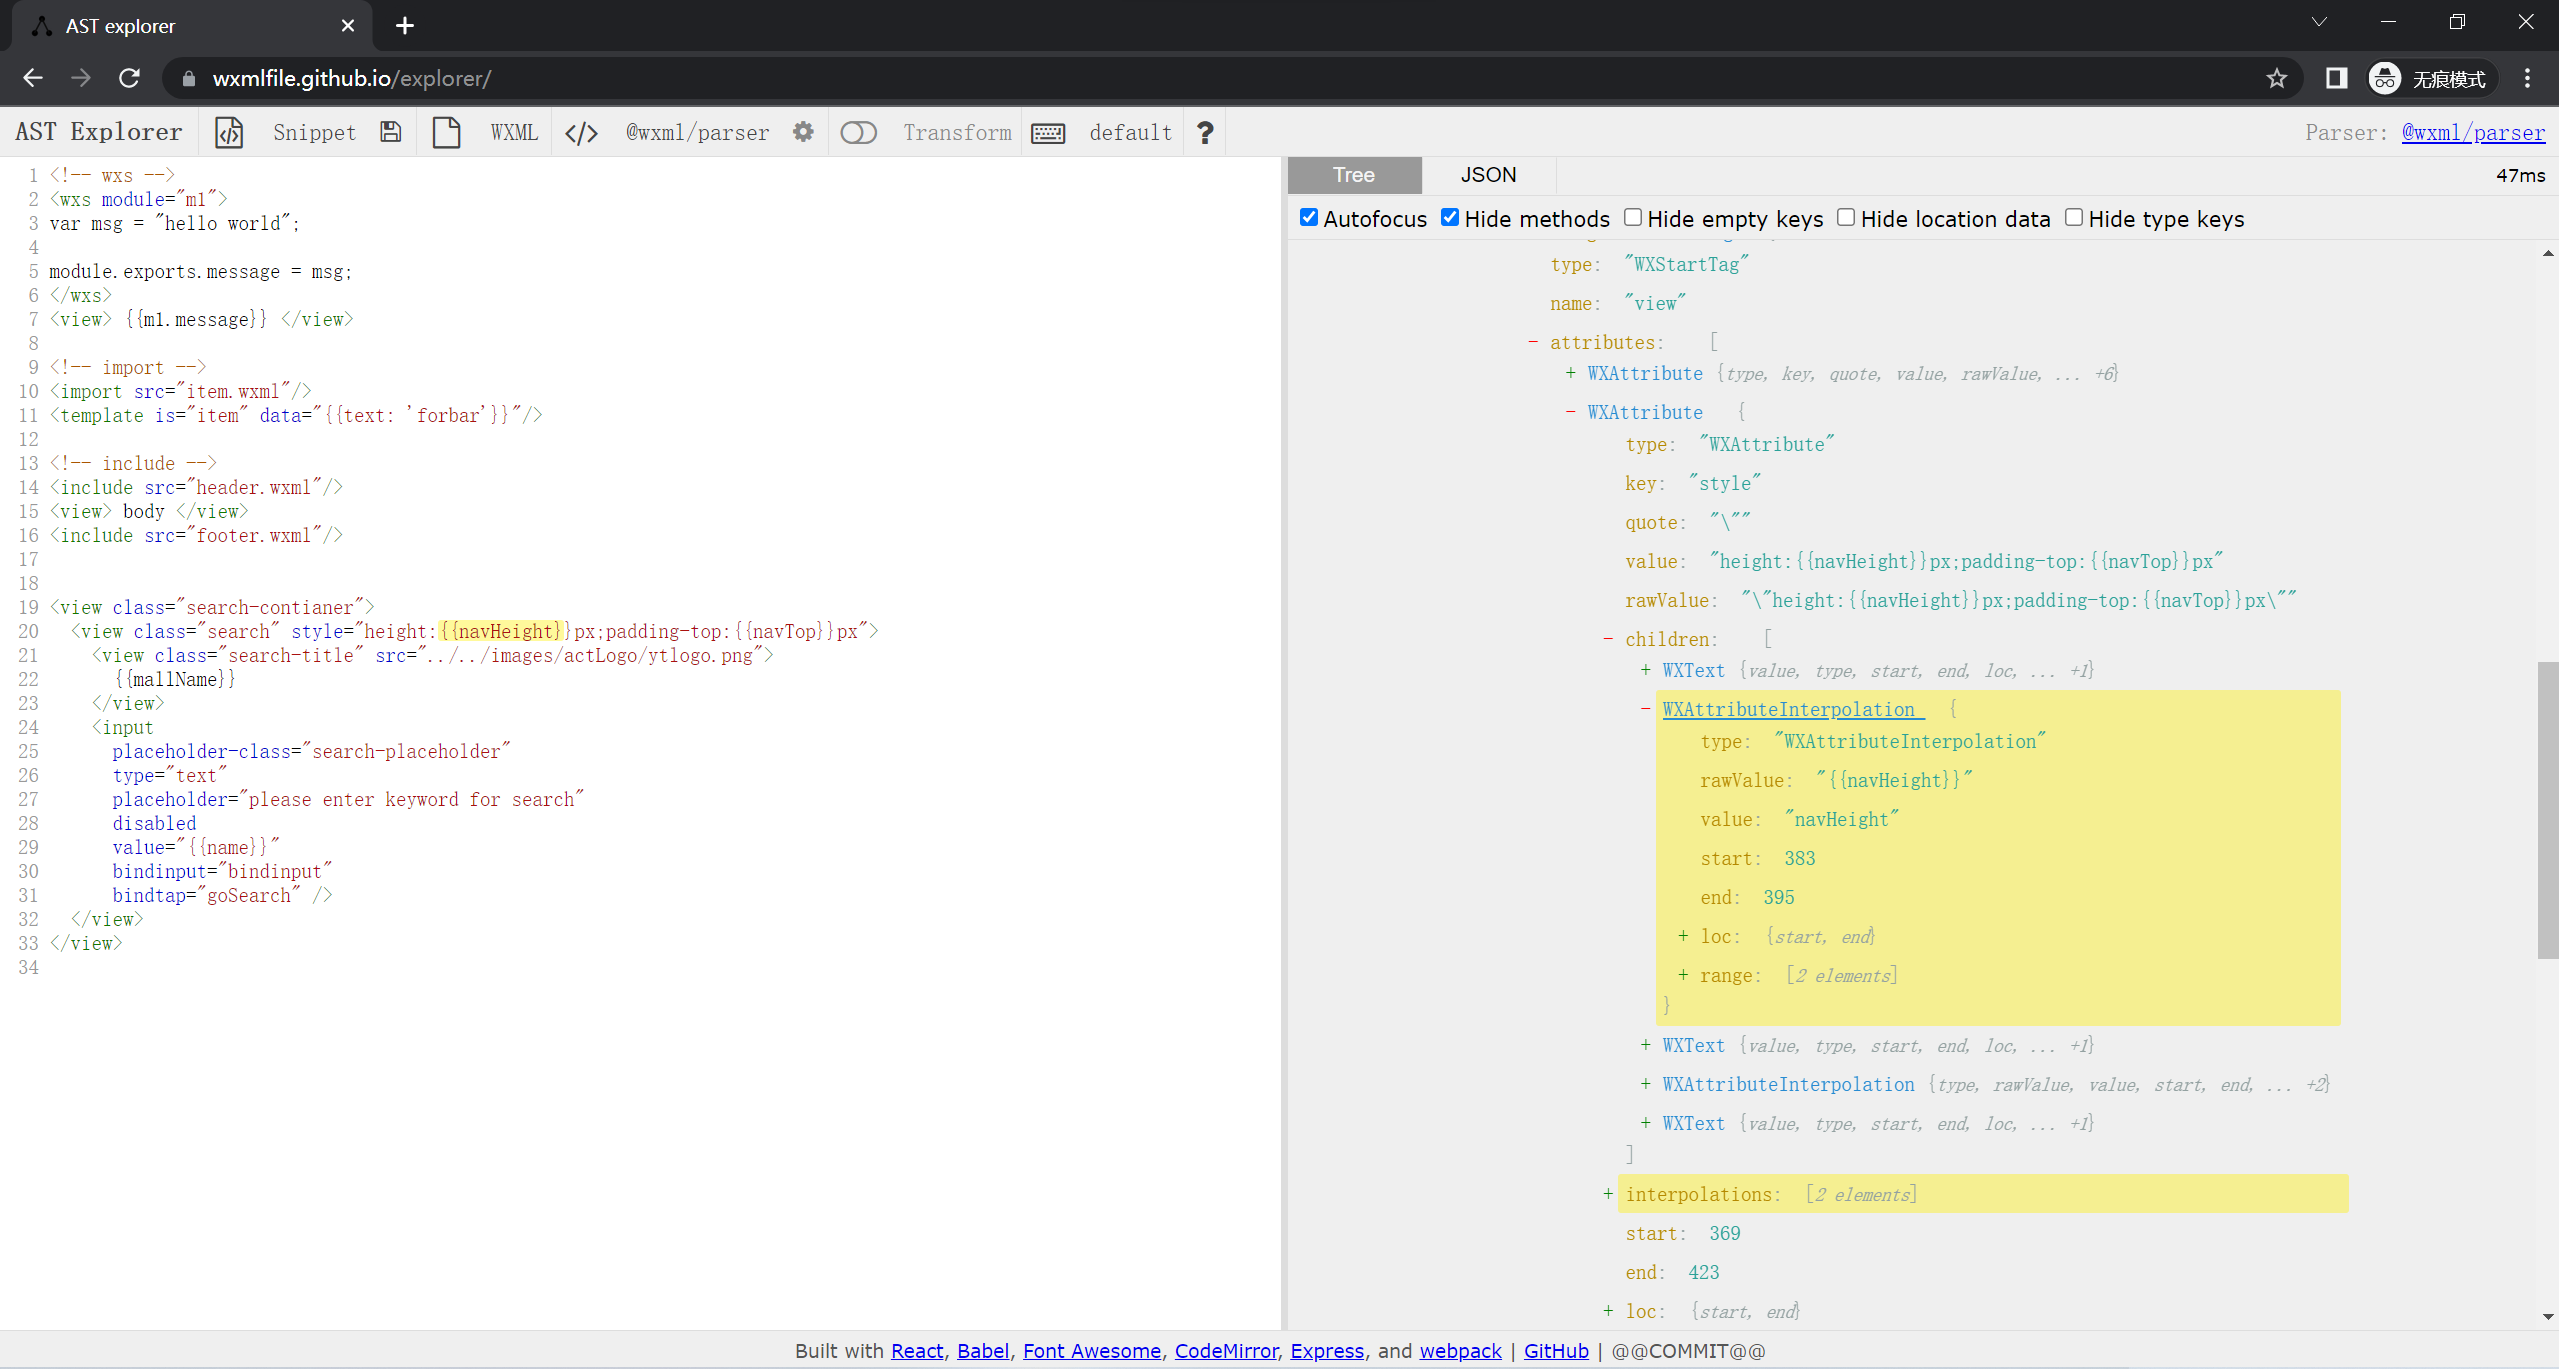 AST explorer
wxmlfile.github.io/explorer/
无痕模式
AST Explorer Snippet WXML </> @wxml/parser Transform default ? Parser: @wxml/parser
1 <!-- wxs -->
2 <wxs module="m1">
3 var msg = "hello world";
4
5 module.exports.message = msg;
6 </wxs>
7 <view> {{m1.message}} </view>
8
9 <!-- import -->
10 <import src="item.wxml"/>
11 <template is="item" data="{{text: 'forbar'}}"/>
12
13 <!-- include -->
14 <include src="header.wxml"/>
15 <view> body </view>
16 <include src="footer.wxml"/>
17
18
19 <view class="search-contianer">
20 <view class="search" style="height:{{navHeight}}px;padding-top:{{navTop}}px">
21 <view class="search-title" src="../../images/actLogo/ytlogo.png">
22 {{mallName}}
23 </view>
24 <input
25 placeholder-class="search-placeholder"
26 type="text"
27 placeholder="please enter keyword for search"
28 disabled
29 value="{{name}}"
30 bindinput="bindinput"
31 bindtap="goSearch" />
32 </view>
33 </view>
34
Tree JSON 47ms
Autofocus Hide methods Hide empty keys Hide location data Hide type keys
type: "WXStartTag"
name: "view"
- attributes: [
+ WXAttribute {type, key, quote, value, rawValue, ... +6}
- WXAttribute {
type: "WXAttribute"
key: "style"
quote: "\""
value: "height:{{navHeight}}px;padding-top:{{navTop}}px"
rawValue: "\"height:{{navHeight}}px;padding-top:{{navTop}}px\""
- children: [
+ WXText {value, type, start, end, loc, ... +1}
- WXAttributeInterpolation {
type: "WXAttributeInterpolation"
rawValue: "{{navHeight}}"
value: "navHeight"
start: 383
end: 395
+ loc: {start, end}
+ range: [2 elements]
}
+ WXText {value, type, start, end, loc, ... +1}
+ WXAttributeInterpolation {type, rawValue, value, start, end, ... +2}
+ WXText {value, type, start, end, loc, ... +1}
]
+ interpolations: [2 elements]
start: 369
end: 423
+ loc: {start, end}
Built with React, Babel, Font Awesome, CodeMirror, Express, and webpack | GitHub | @@COMMIT@@